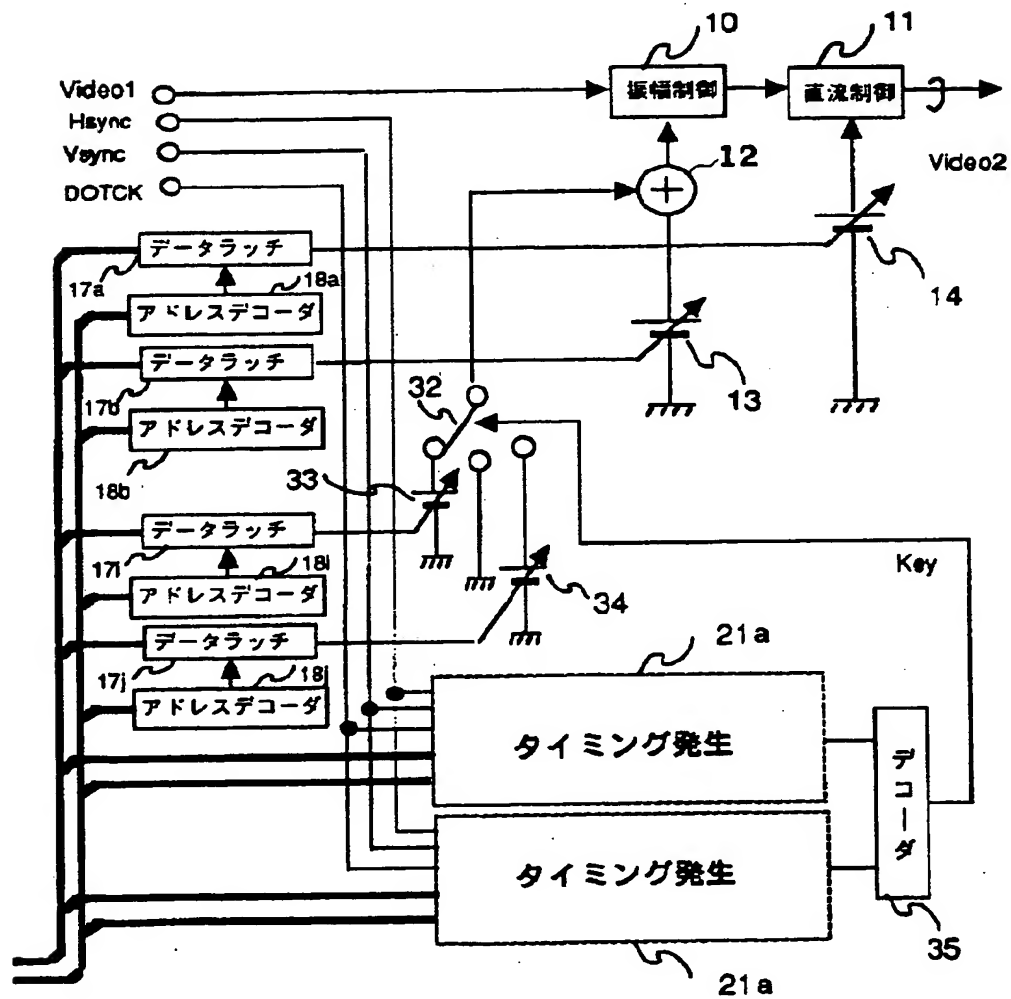 10
11
Video1
振幅制御
直流制御
Hsync
Vsync
12
Video2
DOTCK
データラッチ
17a
18a
アドレスデコーダ
14
データラッチ
17b
32
13
アドレスデコーダ
18b
33
データラッチ
17i
18i
Key
アドレスデコーダ
34
データラッチ
21a
17j
18j
アドレスデコーダ
タイミング発生
デコーダ
タイミング発生
35
21a